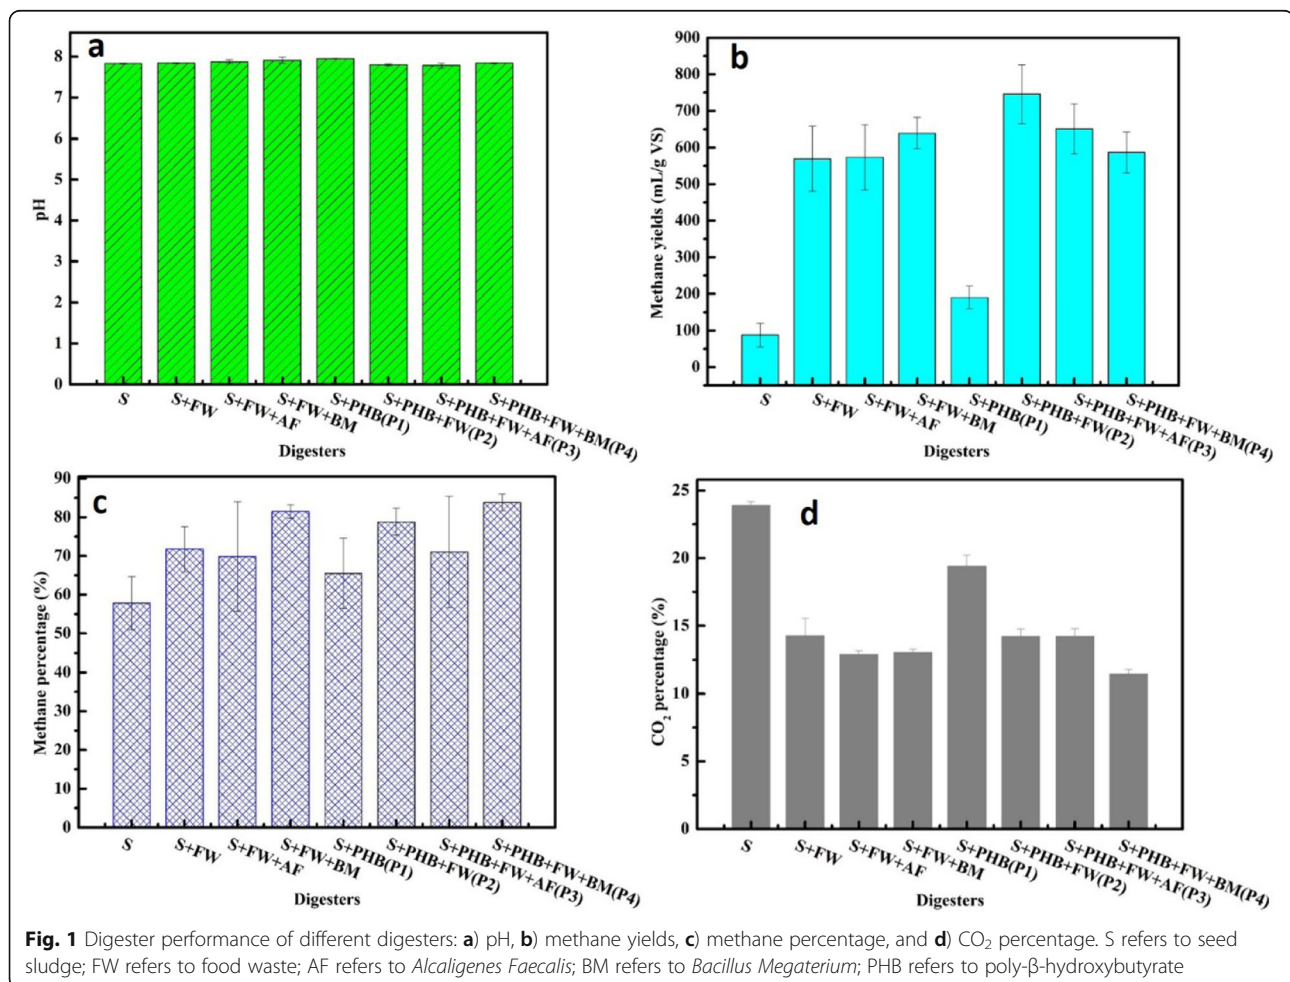 a
pH
8
7
6
5
4
3
2
1
0
S
S+FW
S+FW+AF
S+FW+BM
S+PHB(P1)
S+PHB+FW(P2)
S+PHB+FW+AF(P3)
S+PHB+FW+BM(P4)
Digesters
b
Methane yields (mL/g VS)
900
800
700
600
500
400
300
200
100
0
S
S+FW
S+FW+AF
S+FW+BM
S+PHB(P1)
S+PHB+FW(P2)
S+PHB+FW+AF(P3)
S+PHB+FW+BM(P4)
Digesters
c
Methane percentage (%)
90
80
70
60
50
40
30
20
10
0
S
S+FW
S+FW+AF
S+FW+BM
S+PHB(P1)
S+PHB+FW(P2)
S+PHB+FW+AF(P3)
S+PHB+FW+BM(P4)
Digesters
d
CO₂ percentage (%)
25
20
15
10
5
0
S
S+FW
S+FW+AF
S+FW+BM
S+PHB(P1)
S+PHB+FW(P2)
S+PHB+FW+AF(P3)
S+PHB+FW+BM(P4)
Digesters
Fig. 1 Digester performance of different digesters: a) pH, b) methane yields, c) methane percentage, and d) CO₂ percentage. S refers to seed
sludge; FW refers to food waste; AF refers to Alcaligenes Faecalis; BM refers to Bacillus Megaterium; PHB refers to poly-β-hydroxybutyrate